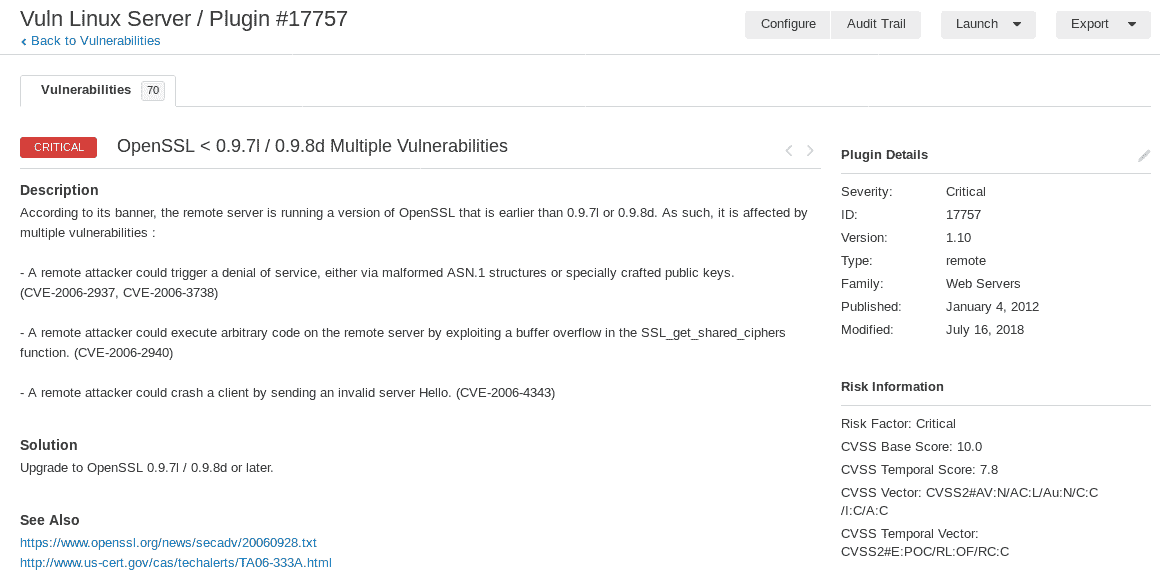 Vuln Linux Server / Plugin #17757
Back to Vulnerabilities
Configure Audit Trail Launch Export
Vulnerabilities 70
CRITICAL OpenSSL < 0.9.7l / 0.9.8d Multiple Vulnerabilities
Description
According to its banner, the remote server is running a version of OpenSSL that is earlier than 0.9.7l or 0.9.8d. As such, it is affected by
multiple vulnerabilities :
- A remote attacker could trigger a denial of service, either via malformed ASN.1 structures or specially crafted public keys.
(CVE-2006-2937, CVE-2006-3738)
- A remote attacker could execute arbitrary code on the remote server by exploiting a buffer overflow in the SSL_get_shared_ciphers
function. (CVE-2006-2940)
- A remote attacker could crash a client by sending an invalid server Hello. (CVE-2006-4343)
Solution
Upgrade to OpenSSL 0.9.7l / 0.9.8d or later.
See Also
https://www.openssl.org/news/secadv/20060928.txt
http://www.us-cert.gov/cas/techalerts/TA06-333A.html
Plugin Details
Severity: Critical
ID: 17757
Version: 1.10
Type: remote
Family: Web Servers
Published: January 4, 2012
Modified: July 16, 2018
Risk Information
Risk Factor: Critical
CVSS Base Score: 10.0
CVSS Temporal Score: 7.8
CVSS Vector: CVSS2#AV:N/AC:L/Au:N/C:C
/I:C/A:C
CVSS Temporal Vector:
CVSS2#E:POC/RL:OF/RC:C